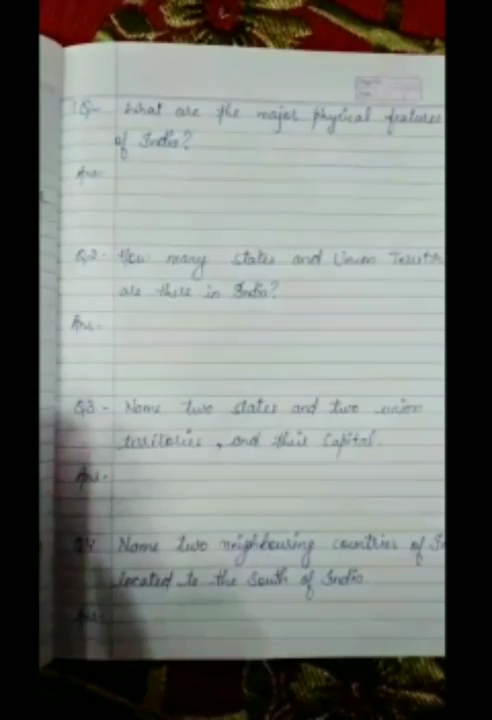 Q- What are the major physical features
of India?
Ans-
Q2- How many states and Union
are there in India?
Ans-
Q3- Name two states and two union
territories, and their Capital.
Ans-
Q4 Name two neighbouring countries of
located to the South of India
Ans-